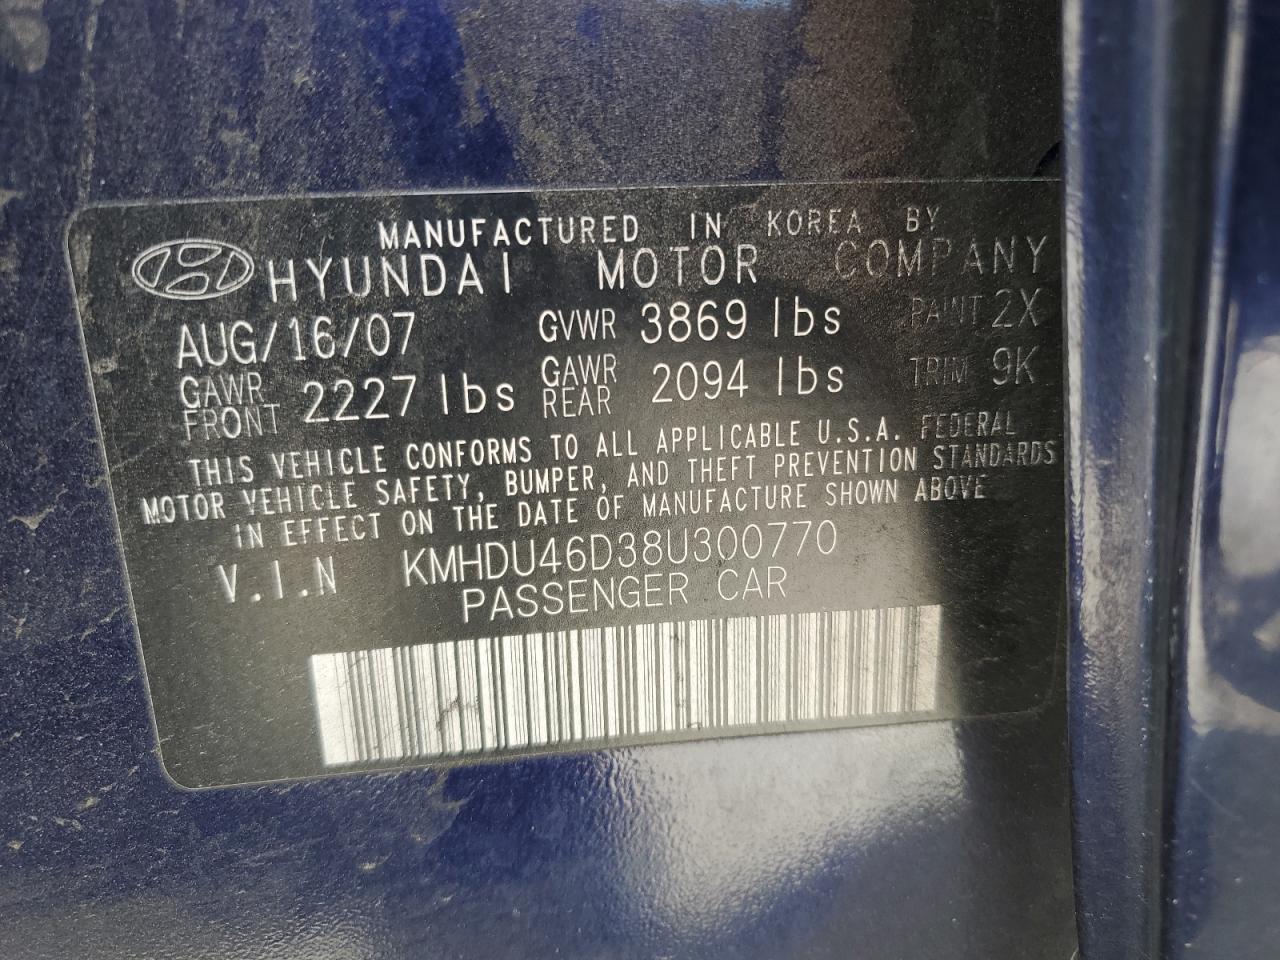 MANUFACTURED IN KOREA BY
HYUNDAI MOTOR COMPANY
AUG/16/07 GVWR 3869 lbs PAINT 2X
GAWR FRONT 2227 lbs GAWR REAR 2094 lbs TRIM 9K
THIS VEHICLE CONFORMS TO ALL APPLICABLE U.S.A. FEDERAL
MOTOR VEHICLE SAFETY, BUMPER, AND THEFT PREVENTION STANDARDS
IN EFFECT ON THE DATE OF MANUFACTURE SHOWN ABOVE
V.I.N KMHDU46D38U300770
PASSENGER CAR